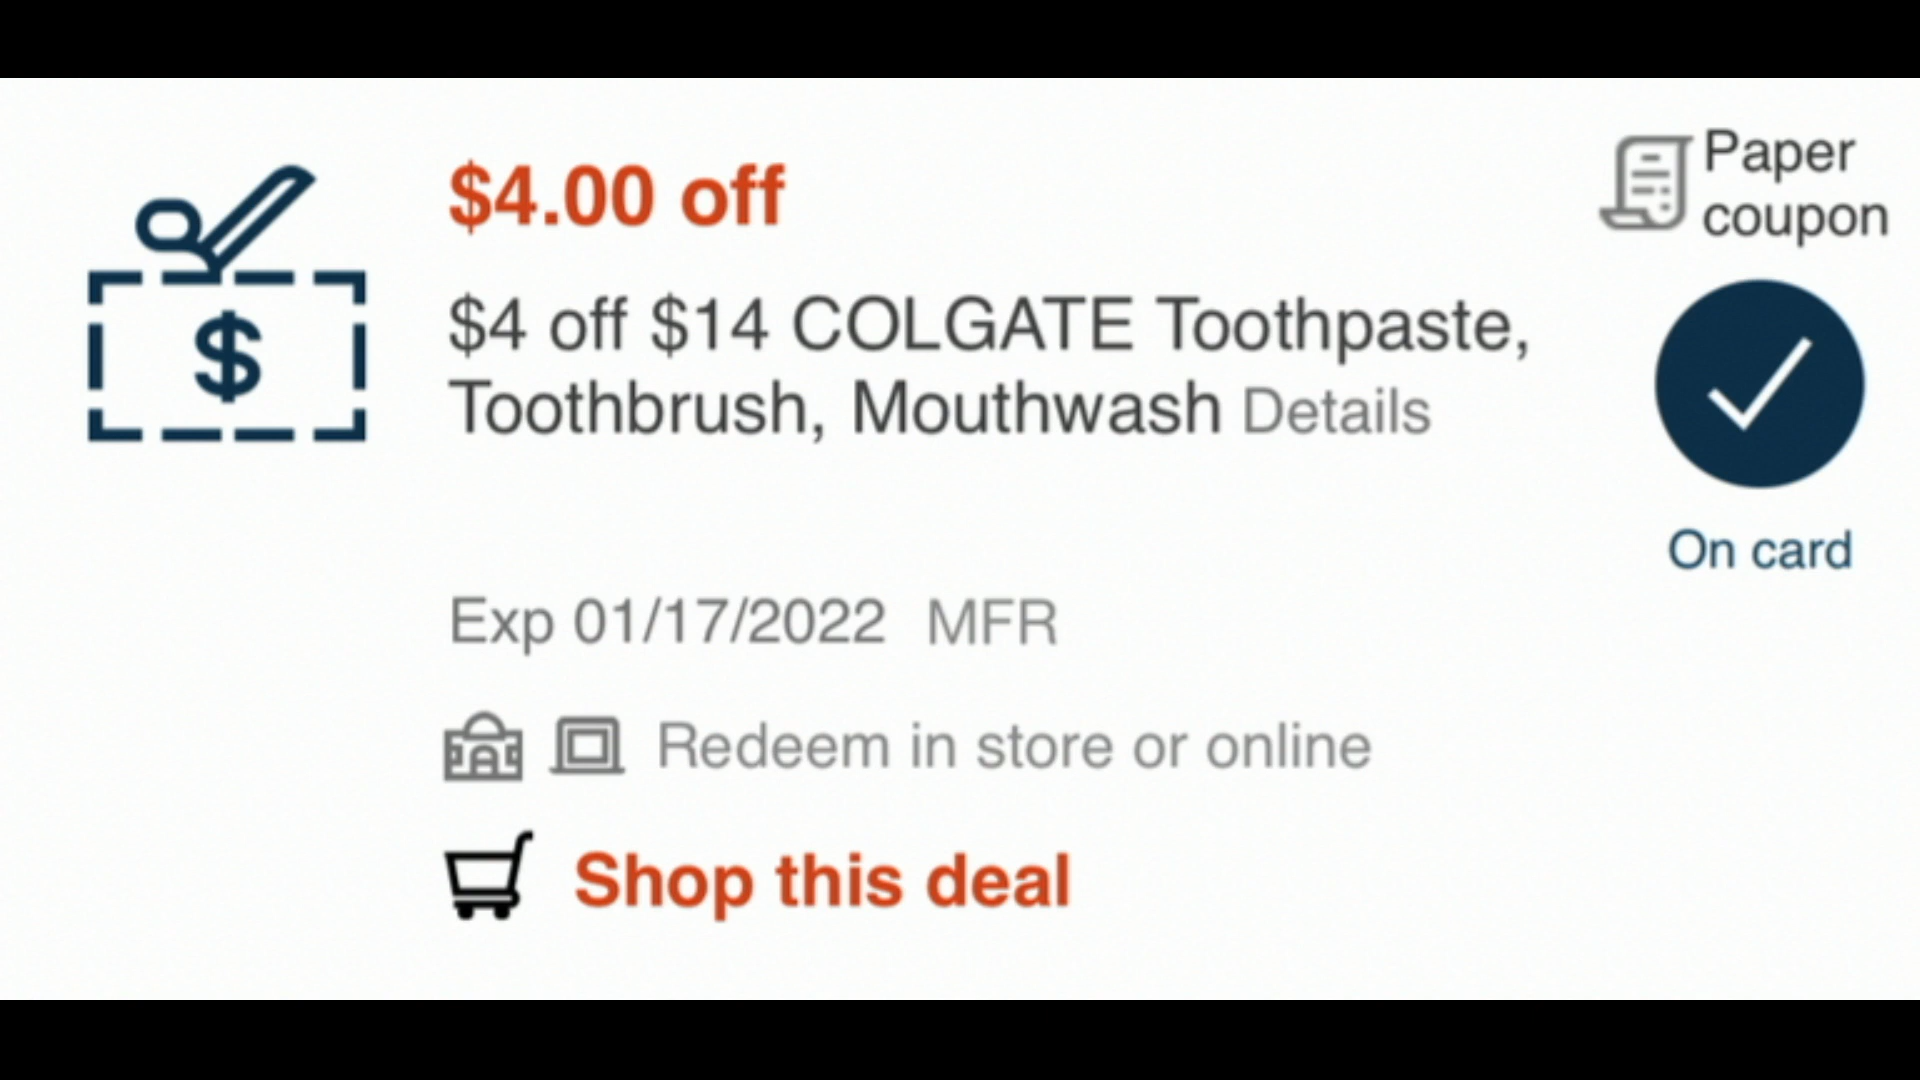 $4.00 off
Paper
coupon
$
$4 off $14 COLGATE Toothpaste,
Toothbrush, Mouthwash Details
On card
Exp 01/17/2022 MFR
Redeem in store or online
Shop this deal